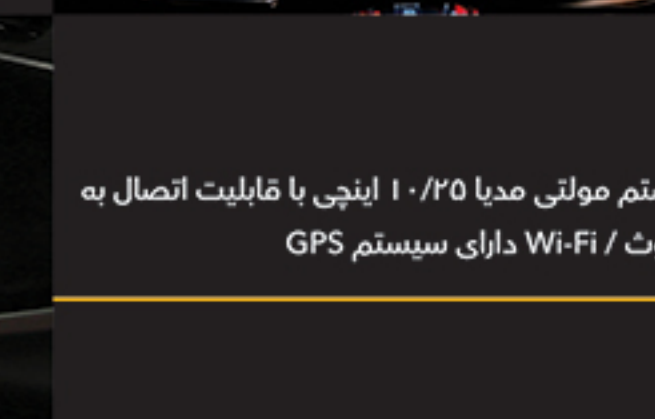 مولتی مدیا ۱۰/۲۵ اینچی با قابلیت اتصال به
/ Wi-Fi دارای سیستم GPS